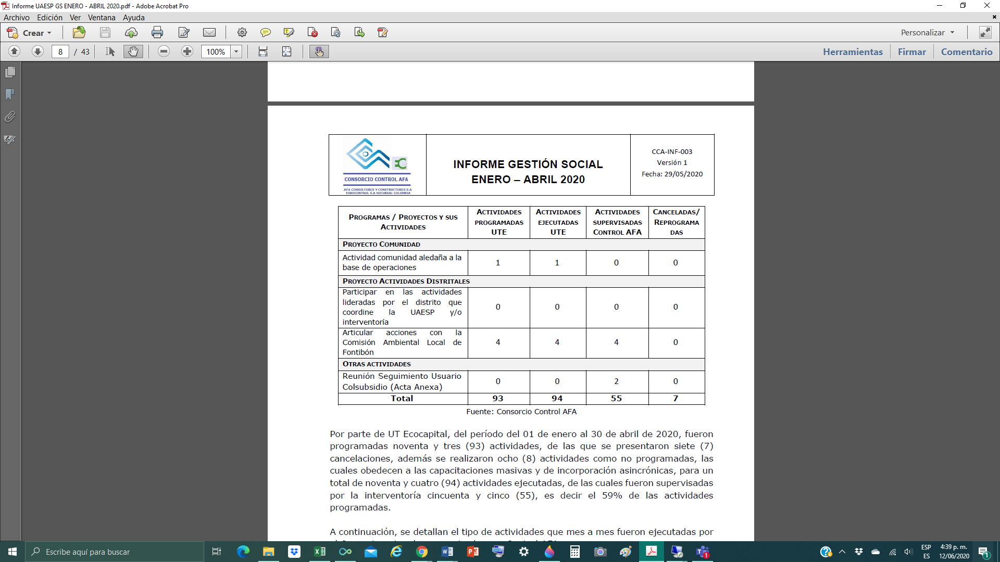 Informe UAESP GS ENERO - ABRIL 2020.pdf - Adobe Acrobat Pro
Archivo Edición Ver Ventana Ayuda
Crear
Personalizar
8 / 43
100%
Herramientas Firmar Comentario
CONSORCIO CONTROL AFA
AFA CONSULTORES Y CONSTRUCTORES S.A
EUROCONTROL S.A SUCURSAL COLOMBIA
INFORME GESTIÓN SOCIAL
ENERO – ABRIL 2020
CCA-INF-003
Versión 1
Fecha: 29/05/2020
PROGRAMAS / PROYECTOS Y SUS
ACTIVIDADES
ACTIVIDADES
PROGRAMADAS
UTE
ACTIVIDADES
EJECUTADAS
UTE
ACTIVIDADES
SUPERVISADAS
CONTROL AFA
CANCELADAS/
REPROGRAMA
DAS
PROYECTO COMUNIDAD
Actividad comunidad aledaña a la
base de operaciones
1 1 0 0
PROYECTO ACTIVIDADES DISTRITALES
Participar en las actividades
lideradas por el distrito que
coordine la UAESP y/o
interventoría
0 0 0 0
Articular acciones con la
Comisión Ambiental Local de
Fontibón
4 4 4 0
OTRAS ACTIVIDADES
Reunión Seguimiento Usuario
Colsubsidio (Acta Anexa)
0 0 2 0
Total 93 94 55 7
Fuente: Consorcio Control AFA
Por parte de UT Ecocapital, del período del 01 de enero al 30 de abril de 2020, fueron
programadas noventa y tres (93) actividades, de las que se presentaron siete (7)
cancelaciones, además se realizaron ocho (8) actividades como no programadas, las
cuales obedecen a las capacitaciones masivas y de incorporación asincrónicas, para un
total de noventa y cuatro (94) actividades ejecutadas, de las cuales fueron supervisadas
por la interventoría cincuenta y cinco (55), es decir el 59% de las actividades
programadas.
A continuación, se detallan el tipo de actividades que mes a mes fueron ejecutadas por
Escribe aquí para buscar
ESP
ES
4:39 p. m.
12/06/2020